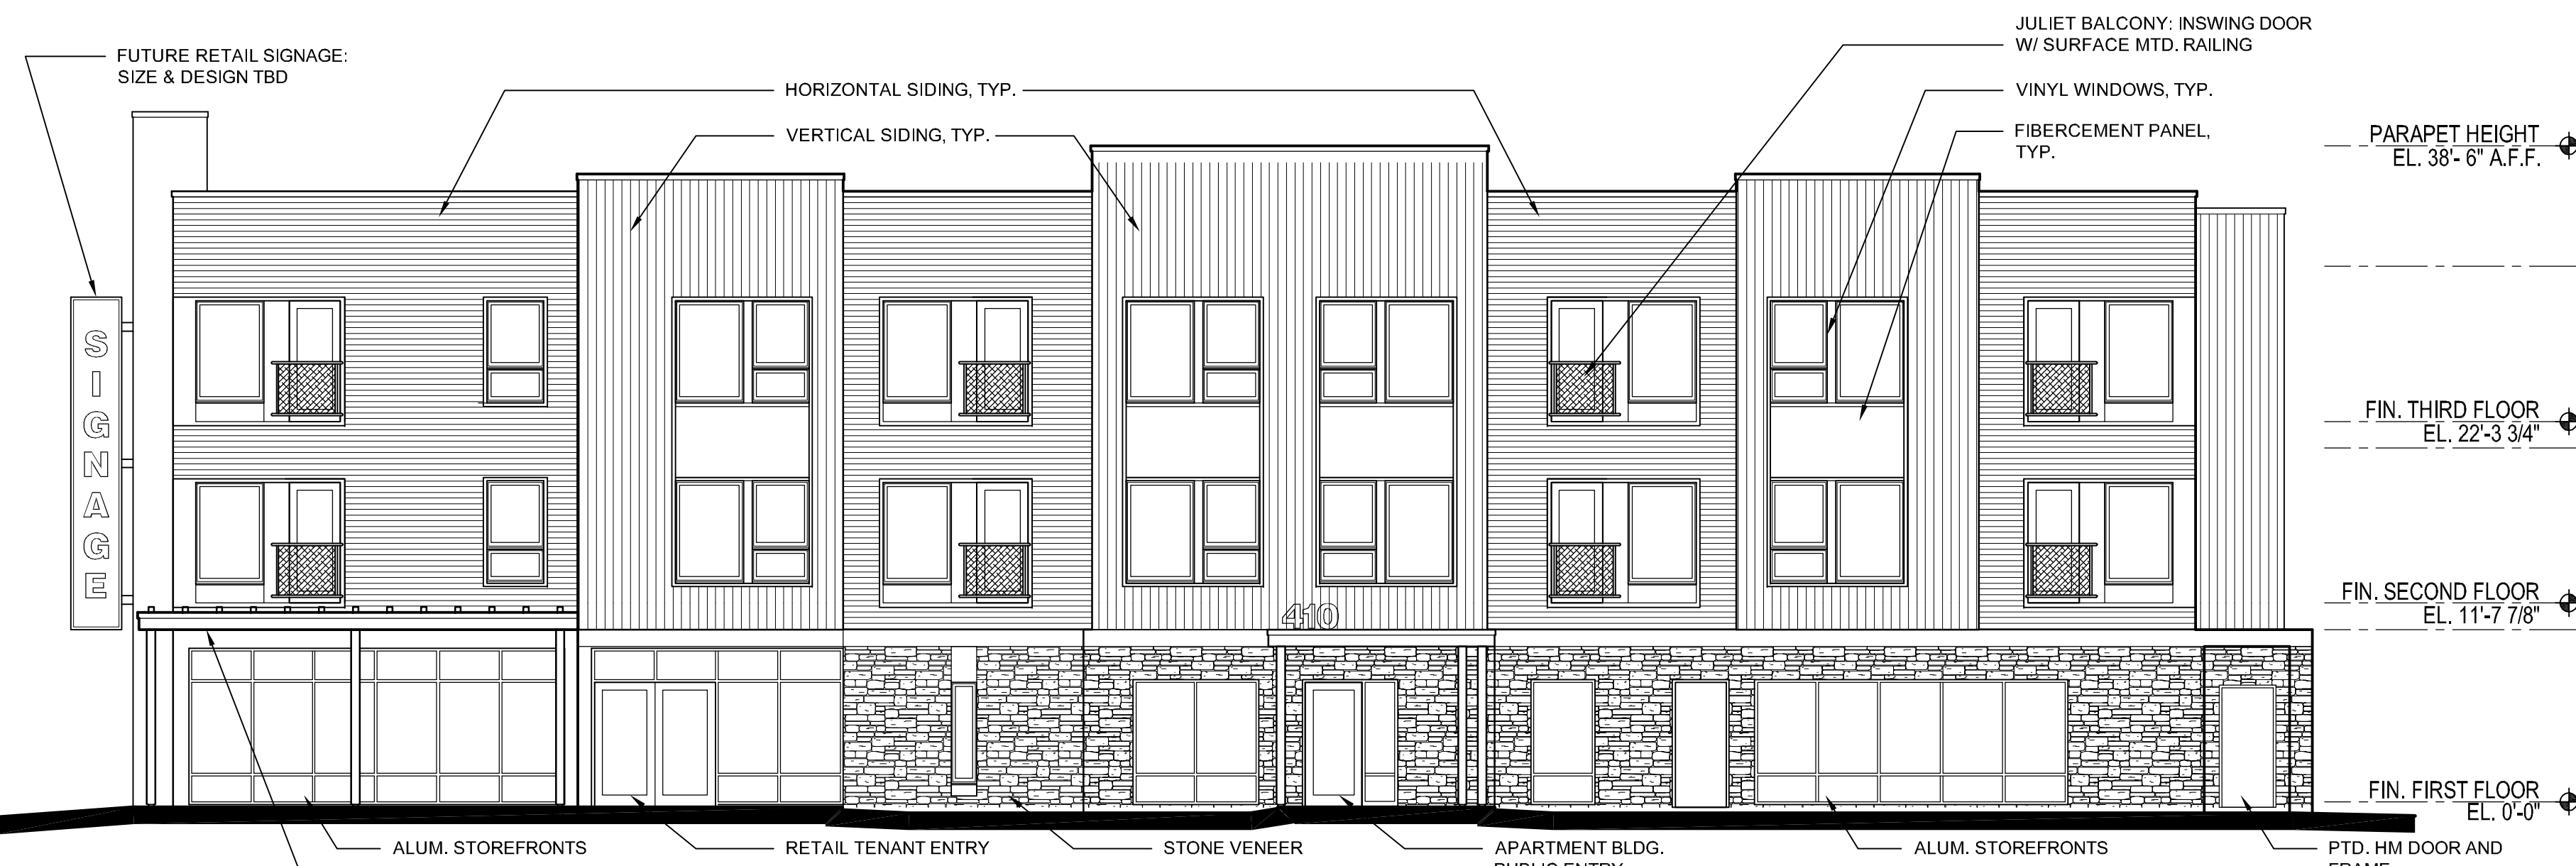 FUTURE RETAIL SIGNAGE:
SIZE & DESIGN TBD
HORIZONTAL SIDING, TYP.
VERTICAL SIDING, TYP.
JULIET BALCONY: INSWING DOOR
W/ SURFACE MTD. RAILING
VINYL WINDOWS, TYP.
FIBERCEMENT PANEL,
TYP.
PARAPET HEIGHT
EL. 38'- 6" A.F.F.
FIN. THIRD FLOOR
EL. 22'-3 3/4"
FIN. SECOND FLOOR
EL. 11'-7 7/8"
FIN. FIRST FLOOR
EL. 0'-0"
SIGNAGE
410
ALUM. STOREFRONTS
RETAIL TENANT ENTRY
STONE VENEER
APARTMENT BLDG.
PUBLIC ENTRY
ALUM. STOREFRONTS
PTD. HM DOOR AND
FRAME